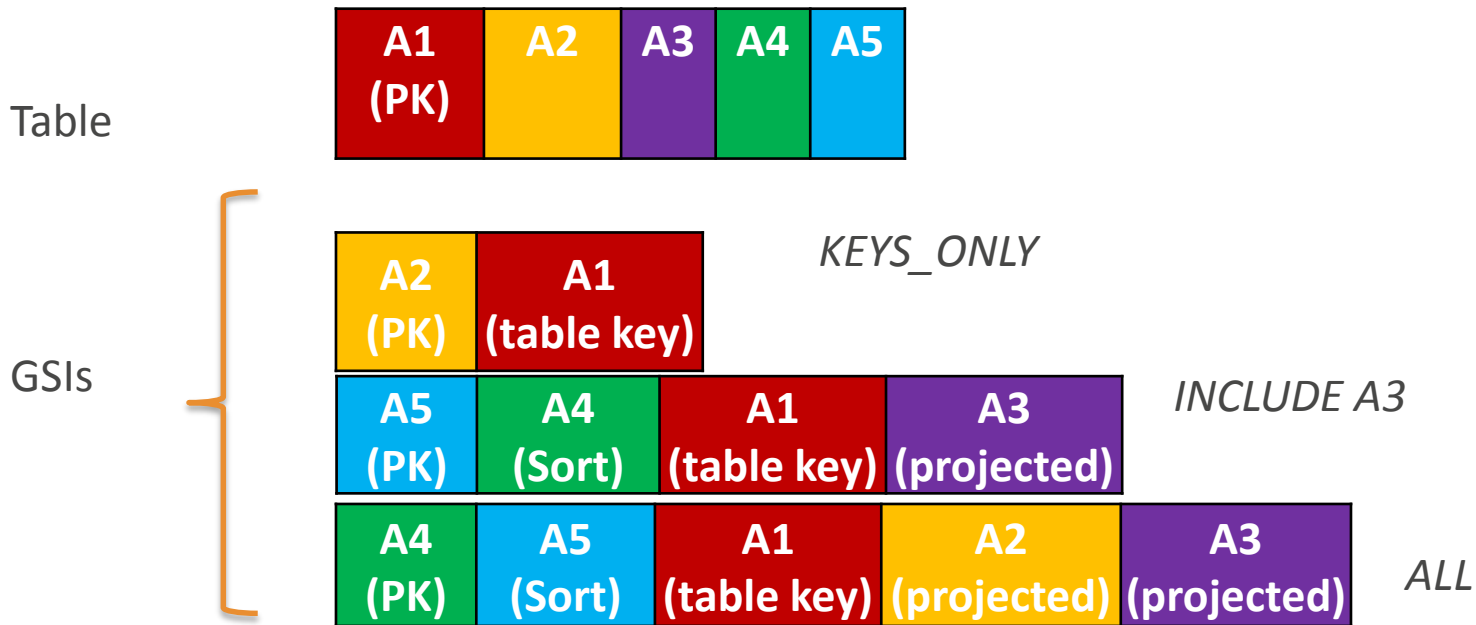 A1 A2 A3 A4 A5
(PK)
Table
KEYS_ONLY
A2 A1
(PK) (table key)
GSIs
A5 A4 A1 A3
(PK) (Sort) (table key) (projected)
INCLUDE A3
A4 A5 A1 A2 A3
(PK) (Sort) (table key) (projected) (projected)
ALL